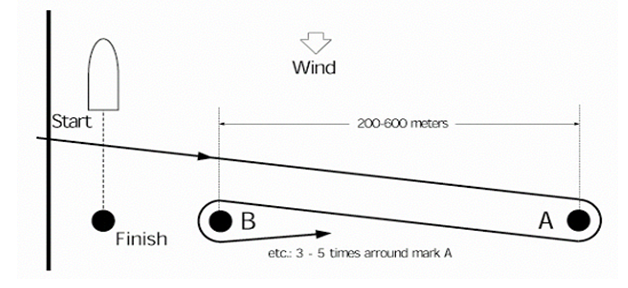 Wind
Start
200-600 meters
B
A
Finish
etc.: 3 - 5 times arround mark A